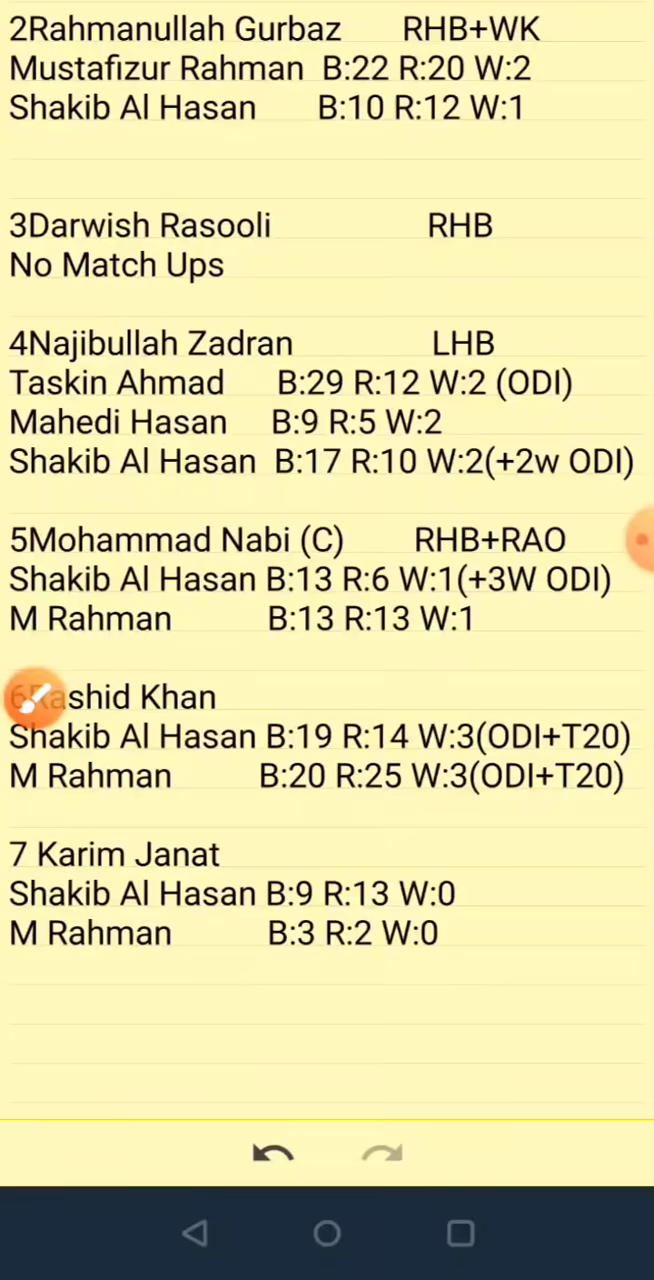 2Rahmanullah Gurbaz RHB+WK
Mustafizur Rahman B:22 R:20 W:2
Shakib Al Hasan B:10 R:12 W:1
3Darwish Rasooli RHB
No Match Ups
4Najibullah Zadran LHB
Taskin Ahmad B:29 R:12 W:2 (ODI)
Mahedi Hasan B:9 R:5 W:2
Shakib Al Hasan B:17 R:10 W:2(+2w ODI)
5Mohammad Nabi (C) RHB+RAO
Shakib Al Hasan B:13 R:6 W:1(+3W ODI)
M Rahman B:13 R:13 W:1
6Rashid Khan
Shakib Al Hasan B:19 R:14 W:3(ODI+T20)
M Rahman B:20 R:25 W:3(ODI+T20)
7 Karim Janat
Shakib Al Hasan B:9 R:13 W:0
M Rahman B:3 R:2 W:0